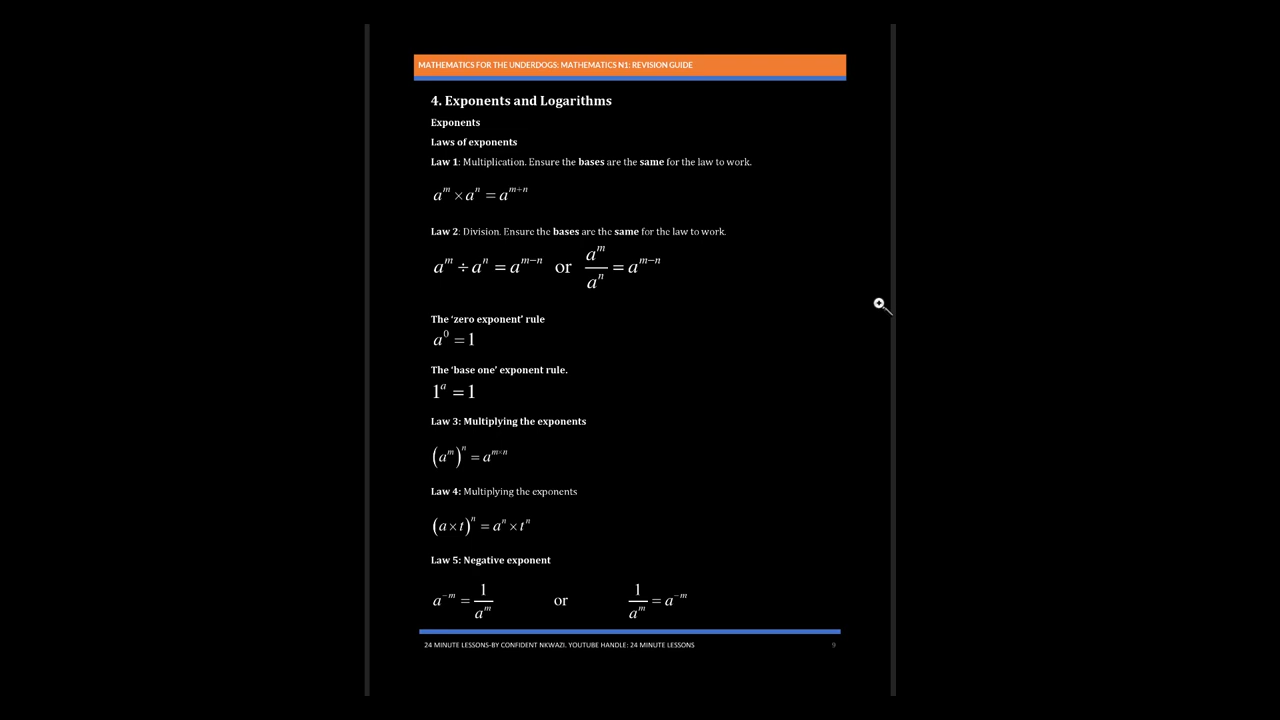 MATHEMATICS FOR THE UNDERDOGS: MATHEMATICS N1: REVISION GUIDE
4. Exponents and Logarithms
Exponents
Laws of exponents
Law 1: Multiplication. Ensure the bases are the same for the law to work.
a^m × a^n = a^{m+n}
Law 2: Division. Ensure the bases are the same for the law to work.
a^m ÷ a^n = a^{m−n} or \frac{a^m}{a^n} = a^{m−n}
The ‘zero exponent’ rule
a^0 = 1
The ‘base one’ exponent rule.
1^a = 1
Law 3: Multiplying the exponents
(a^m)^n = a^{m×n}
Law 4: Multiplying the exponents
(a×t)^n = a^n × t^n
Law 5: Negative exponent
a^{−m} = \frac{1}{a^m} or \frac{1}{a^m} = a^{−m}
24 MINUTE LESSONS-BY CONFIDENT NKWAZI. YOUTUBE HANDLE: 24 MINUTE LESSONS 9